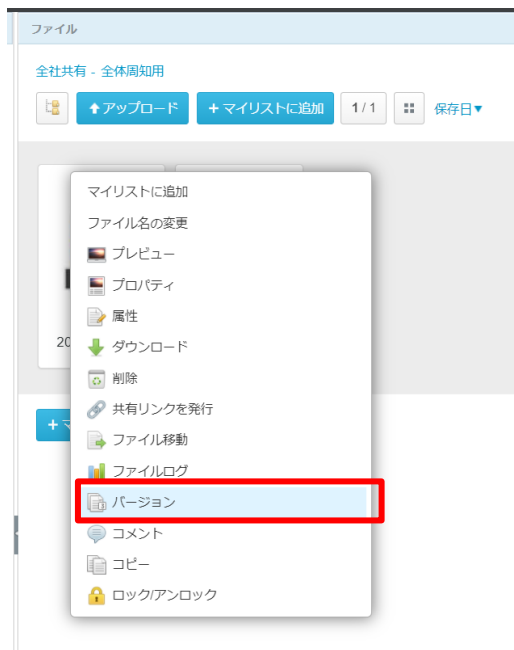 ファイル
全社共有 - 全体周知用
アップロード +マイリストに追加 1 / 1 保存日▼
マイリストに追加
ファイル名の変更
プレビュー
プロパティ
属性
20
ダウンロード
削除
共有リンクを発行
ファイル移動
+マ
ファイルログ
バージョン
コメント
コピー
ロック/アンロック